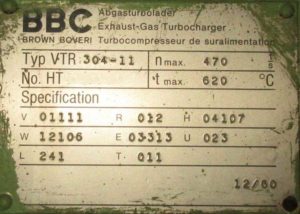 BBC Abgasturbolader
Exhaust-Gas Turbocharger
BROWN BOVERI Turbocompresseur de suralimentation
Typ VTR 304-11 n max. 470 1/s
No. HT t max 620 °C
Specification
V 01111 R 012 H 04107
W 12106 E 03313 U 023
L 241 T 011
12/80